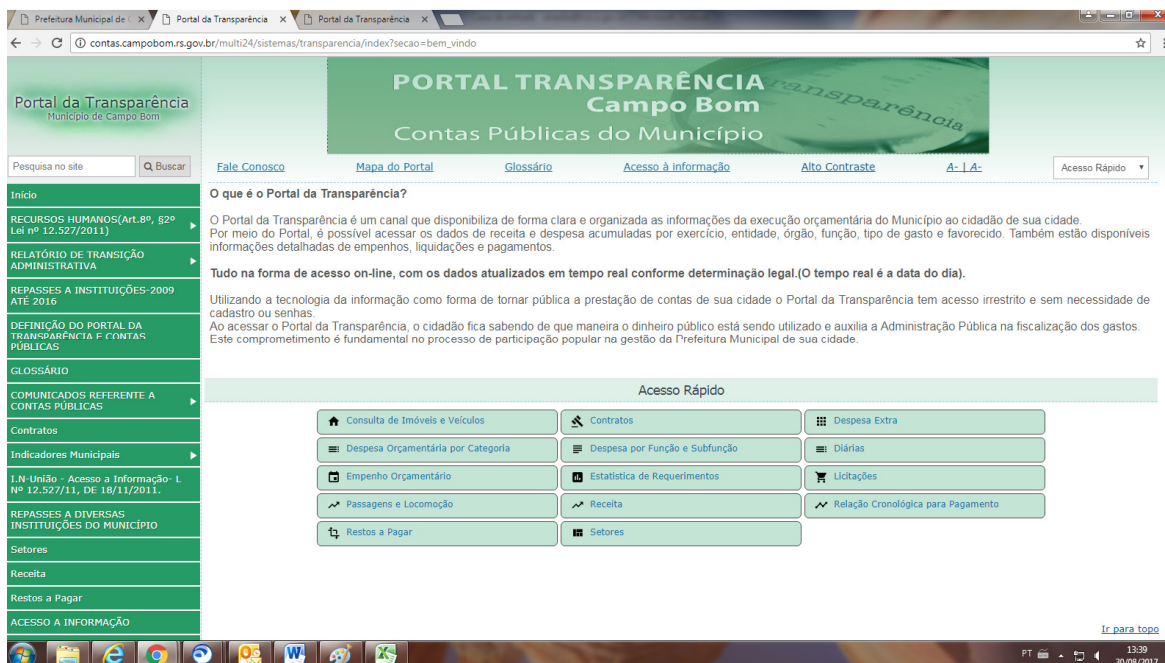 Prefeitura Municipal de C
Portal da Transparência
Portal da Transparência
contas.campobom.rs.gov.br/multi24/sistemas/transparencia/index?secao=bem_vindo
Portal da Transparência
Município de Campo Bom
PORTAL TRANSPARÊNCIA
Campo Bom
Contas Públicas do Município
transparência
Pesquisa no site
Buscar
Fale Conosco
Mapa do Portal
Glossário
Acesso à informação
Alto Contraste
A- | A-
Acesso Rápido
Início
RECURSOS HUMANOS(Art.8º, §2º
Lei nº 12.527/2011)
RELATÓRIO DE TRANSIÇÃO
ADMINISTRATIVA
REPASSES A INSTITUIÇÕES-2009
ATÉ 2016
DEFINIÇÃO DO PORTAL DA
TRANSPARÊNCIA E CONTAS
PÚBLICAS
GLOSSÁRIO
COMUNICADOS REFERENTE A
CONTAS PÚBLICAS
Contratos
Indicadores Municipais
I.N-União - Acesso a Informação- L
Nº 12.527/11, DE 18/11/2011.
REPASSES A DIVERSAS
INSTITUIÇÕES DO MUNICÍPIO
Setores
Receita
Restos a Pagar
ACESSO A INFORMAÇÃO
O que é o Portal da Transparência?
O Portal da Transparência é um canal que disponibiliza de forma clara e organizada as informações da execução orçamentária do Município ao cidadão de sua cidade.
Por meio do Portal, é possível acessar os dados de receita e despesa acumuladas por exercício, entidade, órgão, função, tipo de gasto e favorecido. Também estão disponíveis
informações detalhadas de empenhos, liquidações e pagamentos.
Tudo na forma de acesso on-line, com os dados atualizados em tempo real conforme determinação legal.(O tempo real é a data do dia).
Utilizando a tecnologia da informação como forma de tornar pública a prestação de contas de sua cidade o Portal da Transparência tem acesso irrestrito e sem necessidade de
cadastro ou senhas.
Ao acessar o Portal da Transparência, o cidadão fica sabendo de que maneira o dinheiro público está sendo utilizado e auxilia a Administração Pública na fiscalização dos gastos.
Este comprometimento é fundamental no processo de participação popular na gestão da Prefeitura Municipal de sua cidade.
Acesso Rápido
Consulta de Imóveis e Veículos
Contratos
Despesa Extra
Despesa Orçamentária por Categoria
Despesa por Função e Subfunção
Diárias
Empenho Orçamentário
Estatística de Requerimentos
Licitações
Passagens e Locomoção
Receita
Relação Cronológica para Pagamento
Restos a Pagar
Setores
Ir para topo
PT
13:39
30/08/2017